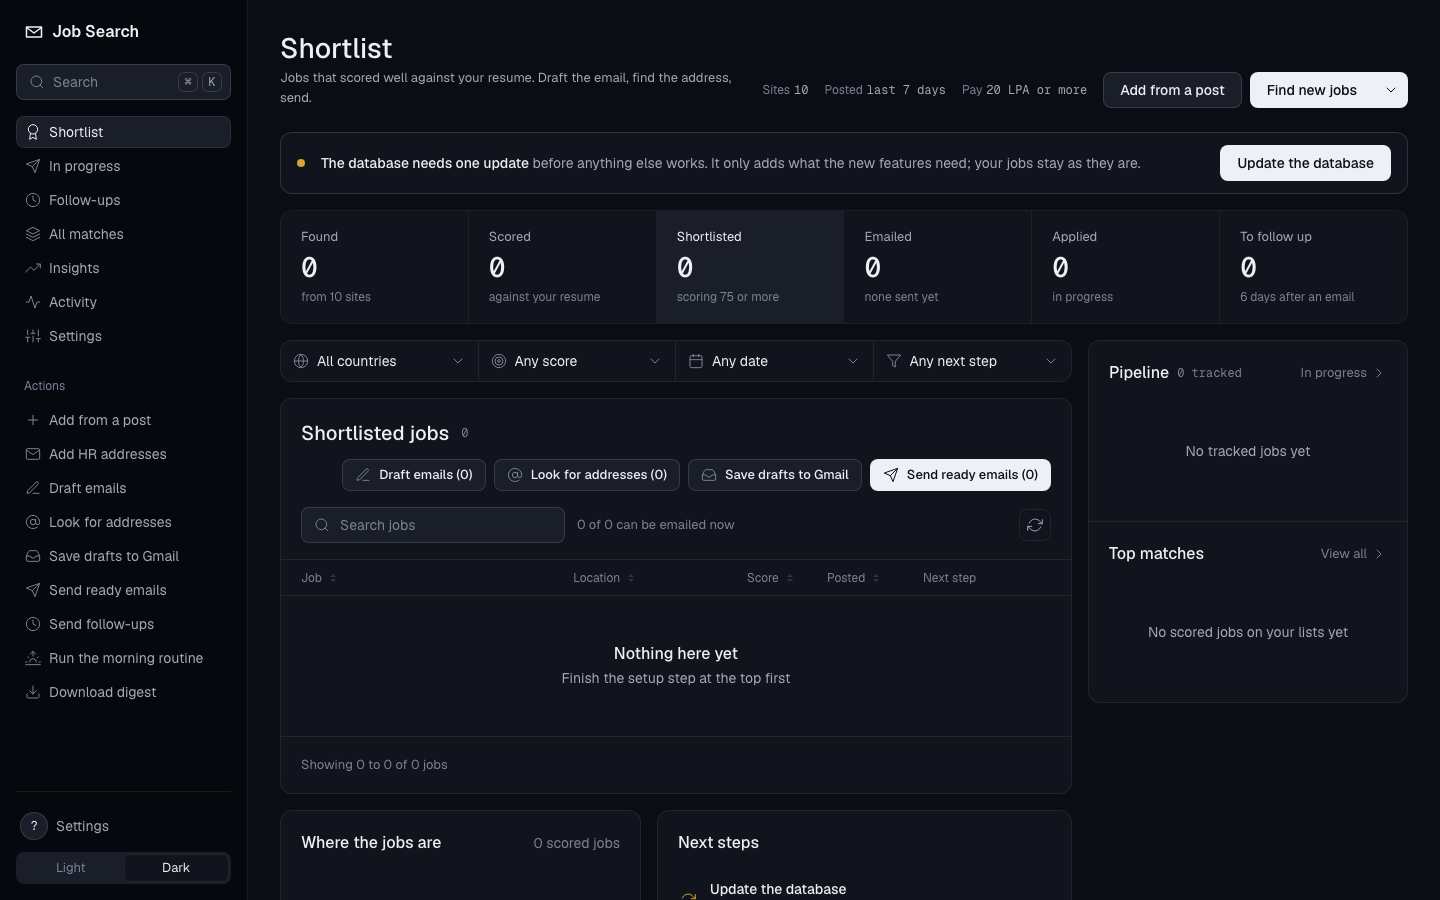 Job Search
Search ⌘ K
Shortlist
In progress
Follow-ups
All matches
Insights
Activity
Settings
Actions
Add from a post
Add HR addresses
Draft emails
Look for addresses
Save drafts to Gmail
Send ready emails
Send follow-ups
Run the morning routine
Download digest
? Settings
Light Dark
Shortlist
Jobs that scored well against your resume. Draft the email, find the address,
send.
Sites 10 Posted last 7 days Pay 20 LPA or more
Add from a post
Find new jobs
The database needs one update before anything else works. It only adds what the new features need; your jobs stay as they are.
Update the database
Found
0
from 10 sites
Scored
0
against your resume
Shortlisted
0
scoring 75 or more
Emailed
0
none sent yet
Applied
0
in progress
To follow up
0
6 days after an email
All countries Any score Any date Any next step
Shortlisted jobs 0
Draft emails (0) Look for addresses (0) Save drafts to Gmail Send ready emails (0)
Search jobs 0 of 0 can be emailed now
Job Location Score Posted Next step
Nothing here yet
Finish the setup step at the top first
Showing 0 to 0 of 0 jobs
Pipeline 0 tracked In progress
No tracked jobs yet
Top matches View all
No scored jobs on your lists yet
Where the jobs are 0 scored jobs
Next steps
Update the database